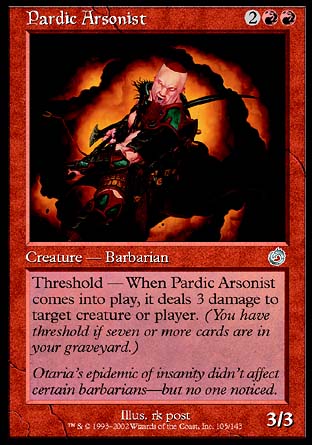 Pardic Arsonist 2
Creature — Barbarian
Threshold — When Pardic Arsonist
comes into play, it deals 3 damage to
target creature or player. (You have
threshold if seven or more cards are in
your graveyard.)
Otaria's epidemic of insanity didn't affect
certain barbarians—but no one noticed.
Illus. rk post
3/3
™ & © 1993–2002 Wizards of the Coast, Inc. 105/143